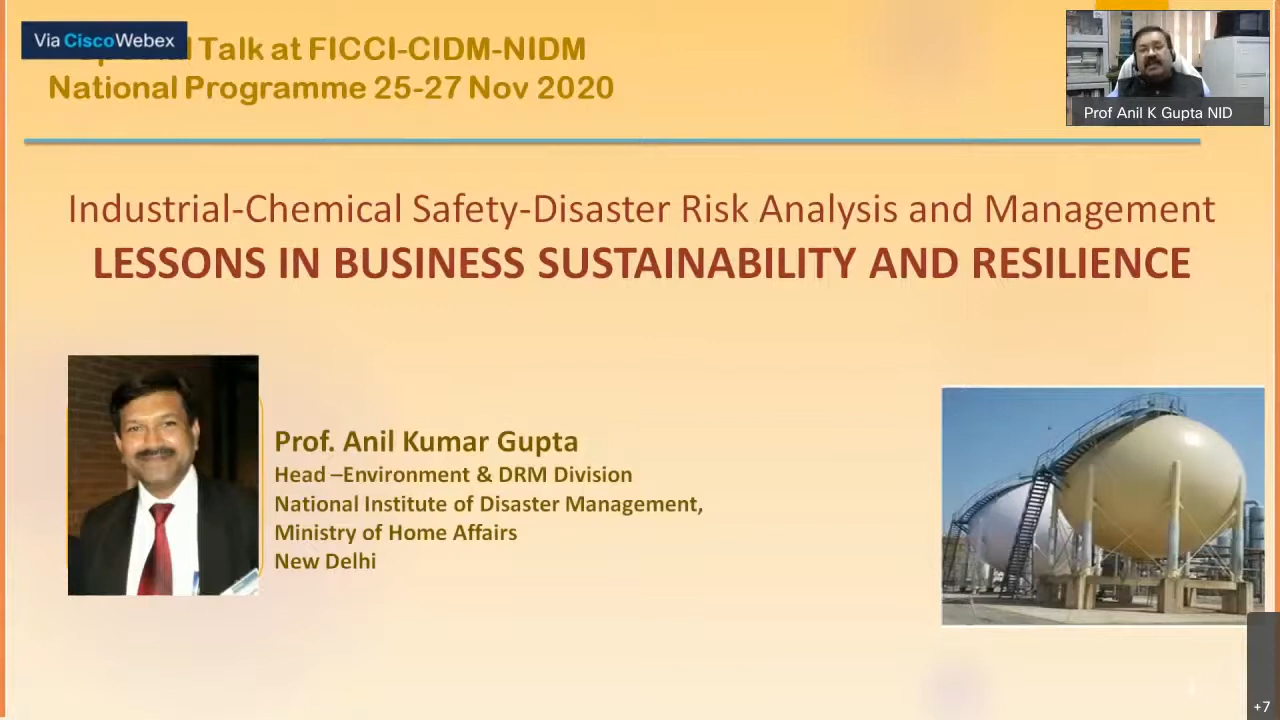 Via Cisco Webex
Talk at FICCI-CIDM-NIDM
National Programme 25-27 Nov 2020
Prof Anil K Gupta NID
Industrial-Chemical Safety-Disaster Risk Analysis and Management
LESSONS IN BUSINESS SUSTAINABILITY AND RESILIENCE
Prof. Anil Kumar Gupta
Head –Environment & DRM Division
National Institute of Disaster Management,
Ministry of Home Affairs
New Delhi
+7